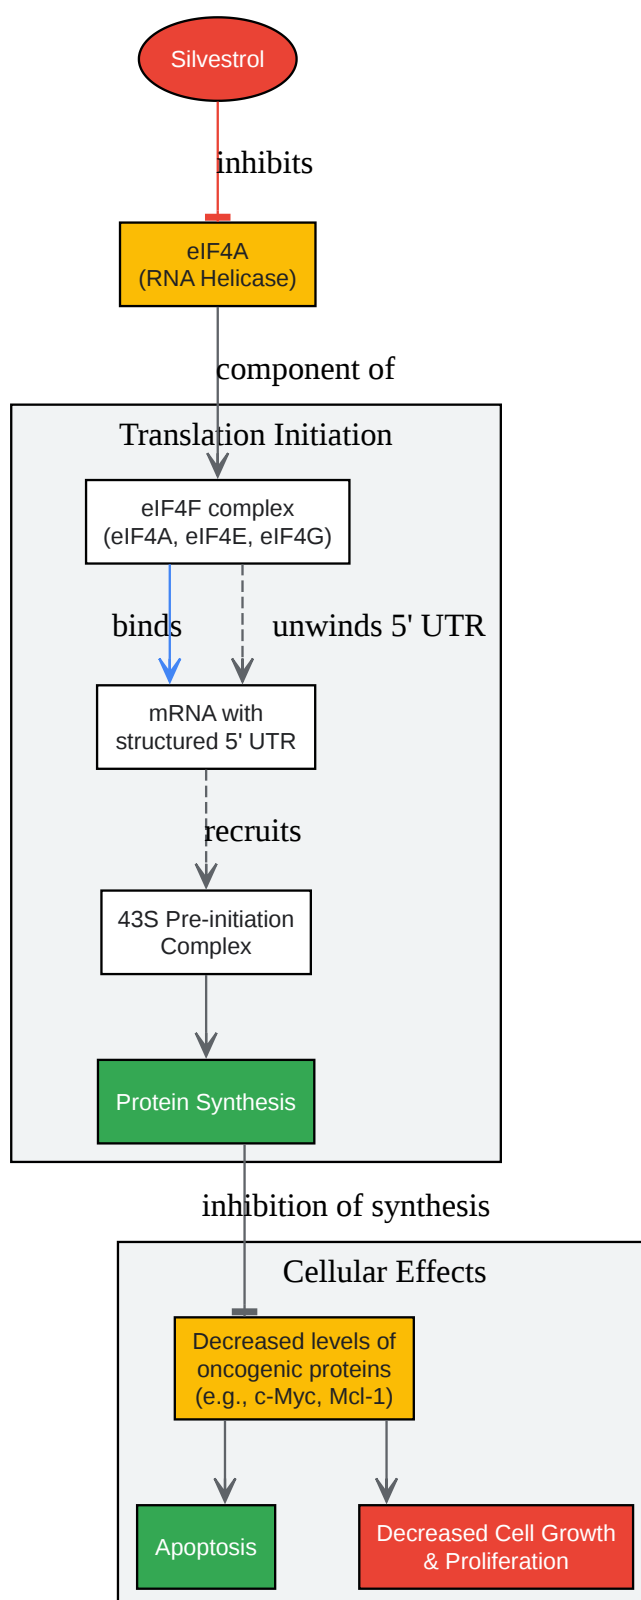 Silvestrol
inhibits
eIF4A
(RNA Helicase)
component of
Translation Initiation
eIF4F complex
(eIF4A, eIF4E, eIF4G)
binds
unwinds 5' UTR
mRNA with
structured 5' UTR
recruits
43S Pre-initiation
Complex
Protein Synthesis
inhibition of synthesis
Cellular Effects
Decreased levels of
oncogenic proteins
(e.g., c-Myc, Mcl-1)
Apoptosis
Decreased Cell Growth
& Proliferation